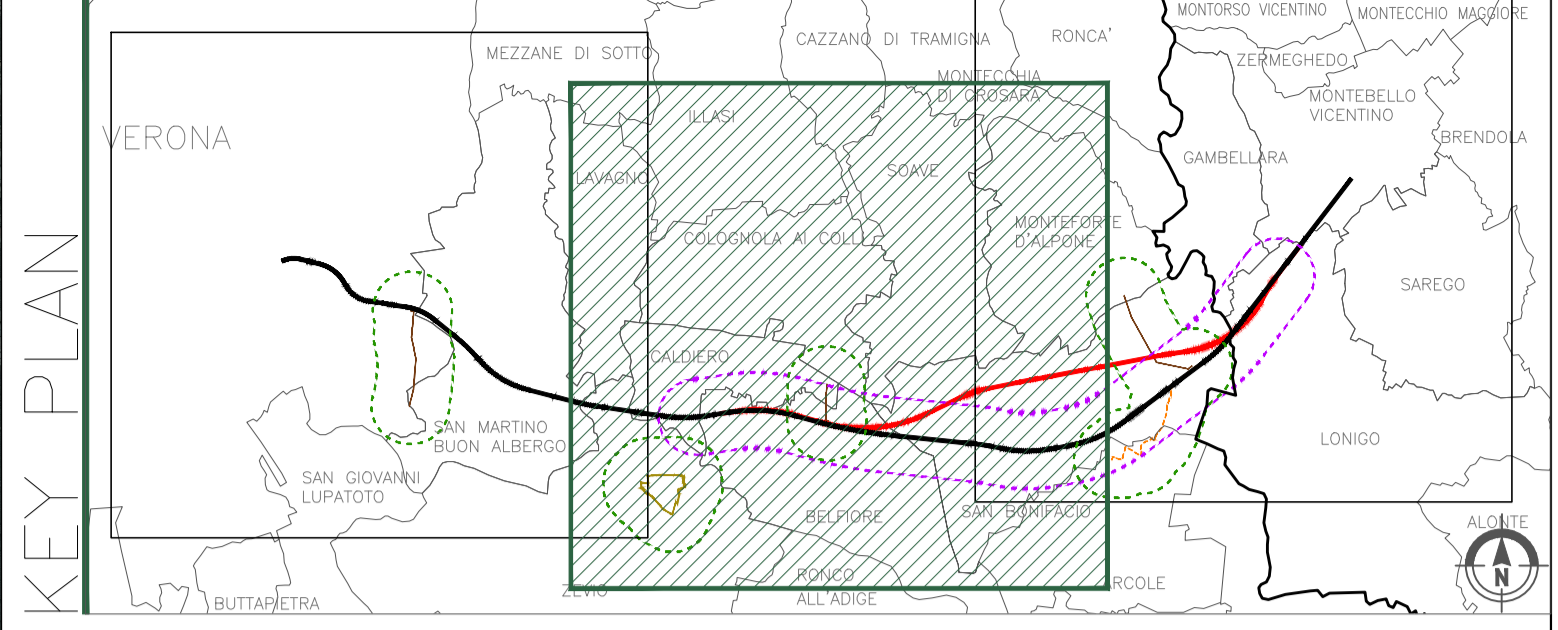 KEY PLAN
MONTORSO VICENTINO
MONTECCHIO MAGGIORE
MEZZANE DI SOTTO
CAZZANO DI TRAMIGNA
RONCA'
ZERMEGHEDO
MONTECCHIA
DI CROSARA
MONTEBELLO
VICENTINO
ILLASI
VERONA
BRENDOLA
GAMBELLARA
LAVAGNO
SOAVE
MONTEFORTE
D'ALPONE
COLOGNOLA AI COLLI
SAREGO
CALDIERO
SAN MARTINO
BUON ALBERGO
LONIGO
SAN GIOVANNI
LUPATOTO
BELFIORE
SAN BONIFACIO
ALONTE
RONCO
ALL'ADIGE
ARCOLE
ZEVIO
BUTTAPIETRA
N